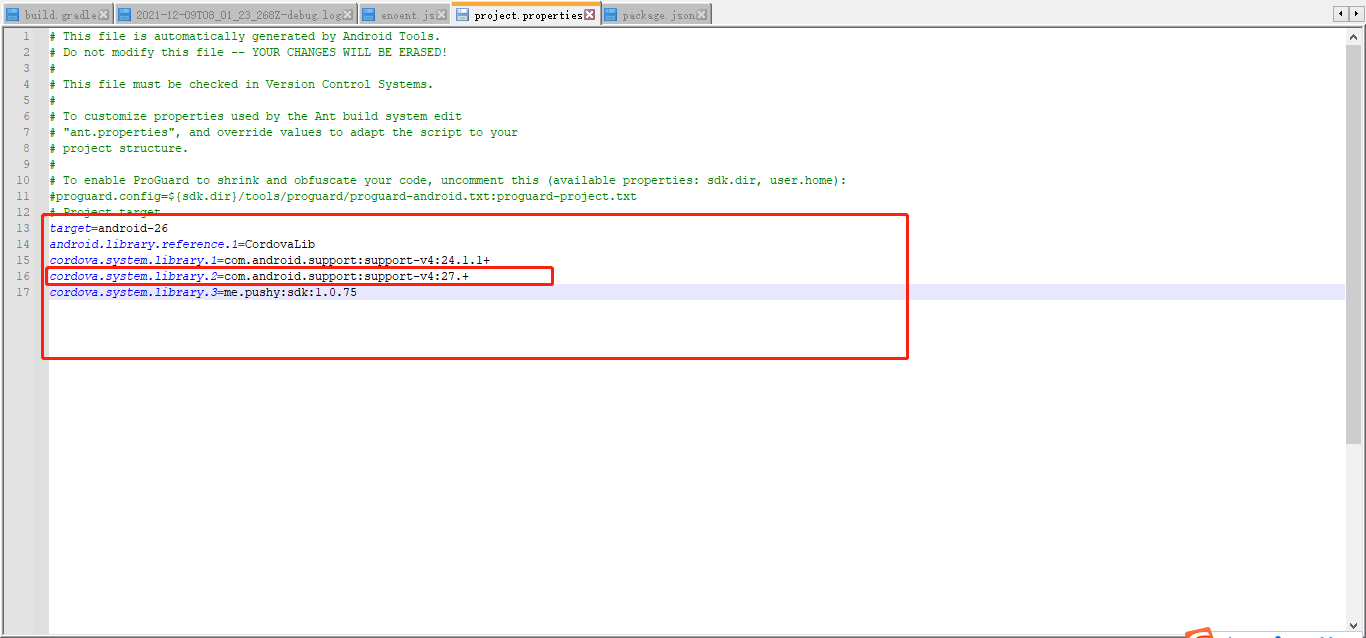 build.gradle 2021-12-09T08_01_23_268Z-debug.log enoent.js project.properties package.json
1 # This file is automatically generated by Android Tools.
2 # Do not modify this file -- YOUR CHANGES WILL BE ERASED!
3 #
4 # This file must be checked in Version Control Systems.
5 #
6 # To customize properties used by the Ant build system edit
7 # "ant.properties", and override values to adapt the script to your
8 # project structure.
9 #
10 # To enable ProGuard to shrink and obfuscate your code, uncomment this (available properties: sdk.dir, user.home):
11 #proguard.config=${sdk.dir}/tools/proguard/proguard-android.txt:proguard-project.txt
12 # Project target
13 target=android-26
14 android.library.reference.1=CordovaLib
15 cordova.system.library.1=com.android.support:support-v4:24.1.1+
16 cordova.system.library.2=com.android.support:support-v4:27.+
17 cordova.system.library.3=me.pushy:sdk:1.0.75